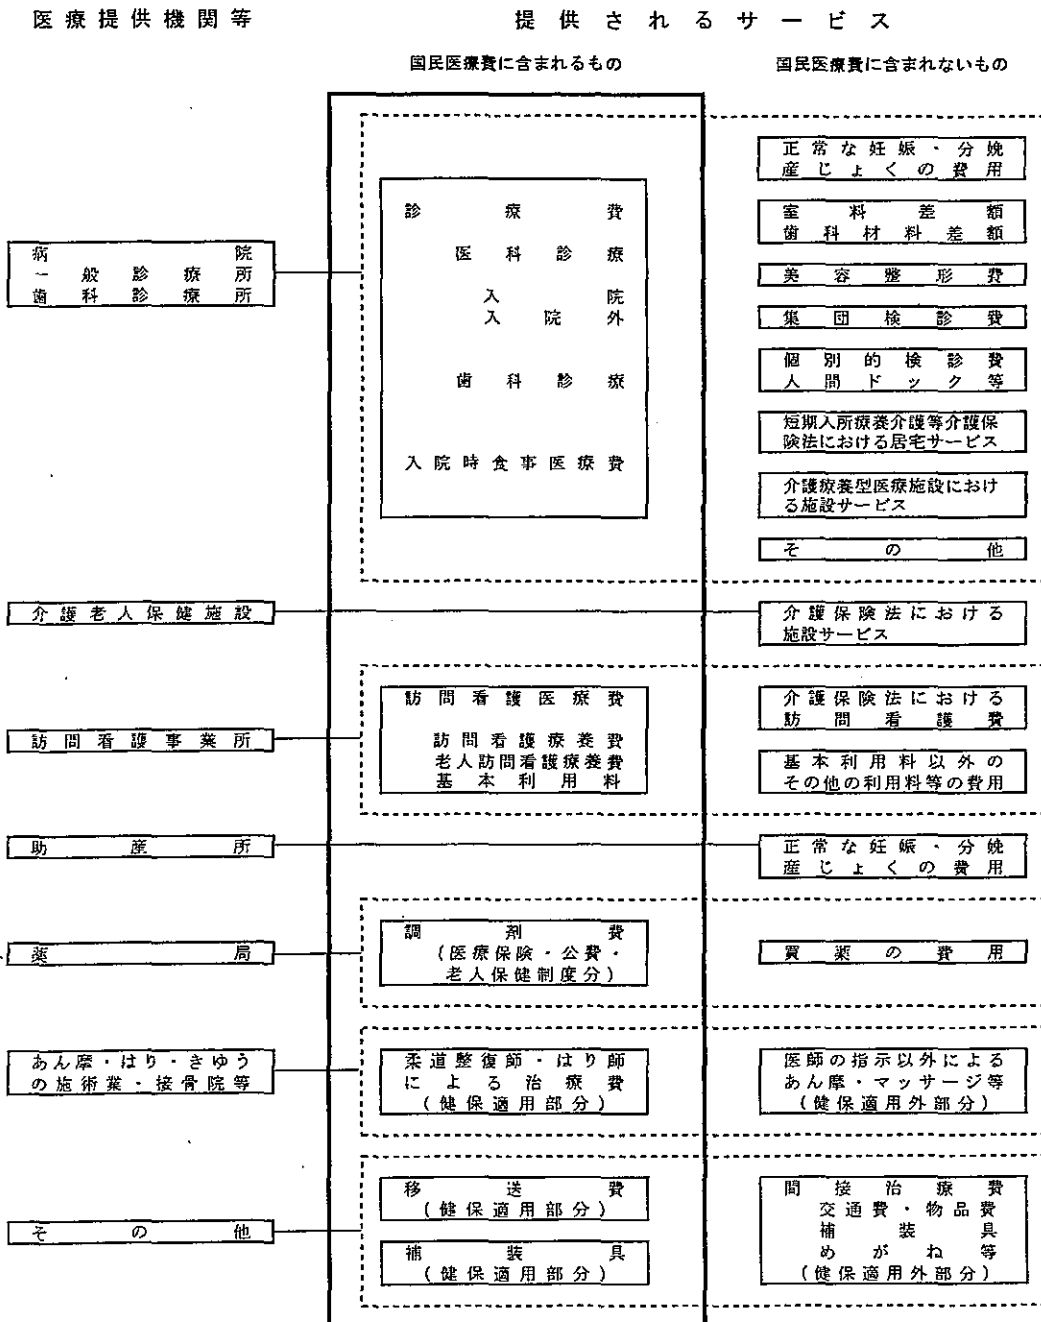 医療提供機関等
提供されるサービス
国民医療費に含まれるもの
国民医療費に含まれないもの
病院
一般診療所
歯科診療所
診療費
医科診療
入院
入院外
歯科診療
入院時食事医療費
正常な妊娠・分娩
産じょくの費用
室料差額
歯科材料差額
美容整形費
集団検診費
個別的検診費
人間ドック等
短期入所療養介護等介護保
険法における居宅サービス
介護療養型医療施設におけ
る施設サービス
その他
介護老人保健施設
介護保険法における
施設サービス
訪問看護事業所
訪問看護医療費
訪問看護療養費
老人訪問看護療養費
基本利用料
介護保険法における
訪問看護費
基本利用料以外の
その他の利用料等の費用
助産所
正常な妊娠・分娩
産じょくの費用
薬局
調剤費
(医療保険・公費・
老人保健制度分)
買薬の費用
あん摩・はり・きゆう
の施術業・接骨院等
柔道整復師・はり師
による治療費
(健保適用部分)
医師の指示以外による
あん摩・マッサージ等
(健保適用外部分)
その他
移送費
(健保適用部分)
補装具
(健保適用部分)
間接治療費
交通費・物品費
補装具
めがね等
(健保適用外部分)